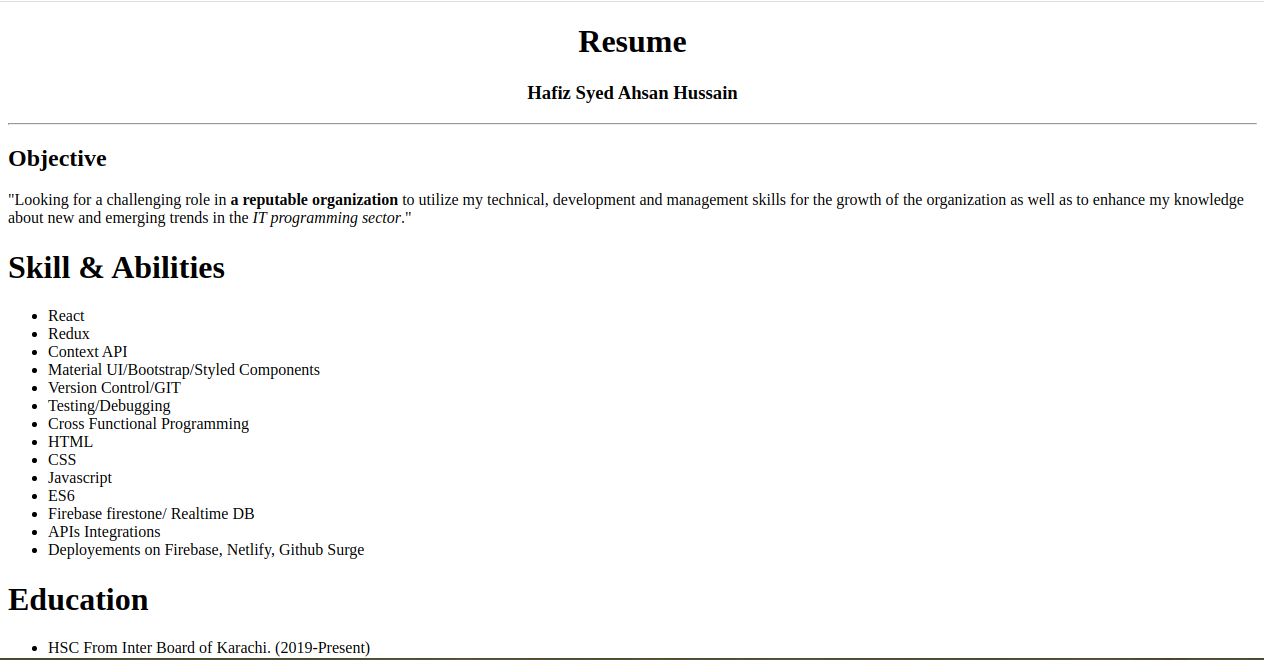 Resume
Hafiz Syed Ahsan Hussain
Objective
"Looking for a challenging role in a reputable organization to utilize my technical, development and management skills for the growth of the organization as well as to enhance my knowledge
about new and emerging trends in the IT programming sector."
Skill & Abilities
React
Redux
Context API
Material UI/Bootstrap/Styled Components
Version Control/GIT
Testing/Debugging
Cross Functional Programming
HTML
CSS
Javascript
ES6
Firebase firestone/ Realtime DB
APIs Integrations
Deployements on Firebase, Netlify, Github Surge
Education
HSC From Inter Board of Karachi. (2019-Present)